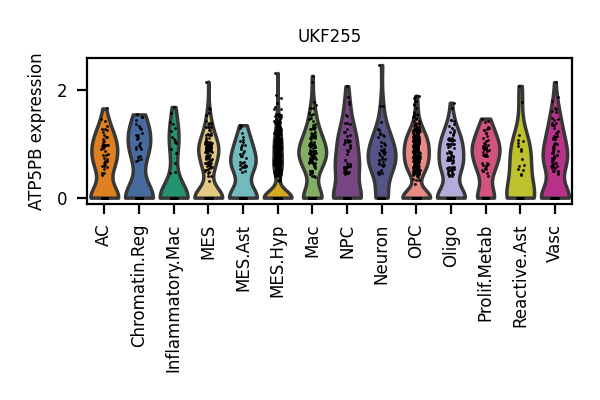 UKF255
ATP5PB expression
2
0
AC
Chromatin.Reg
Inflammatory.Mac
MES
MES.Ast
MES.Hyp
Mac
NPC
Neuron
OPC
Oligo
Prolif.Metab
Reactive.Ast
Vasc